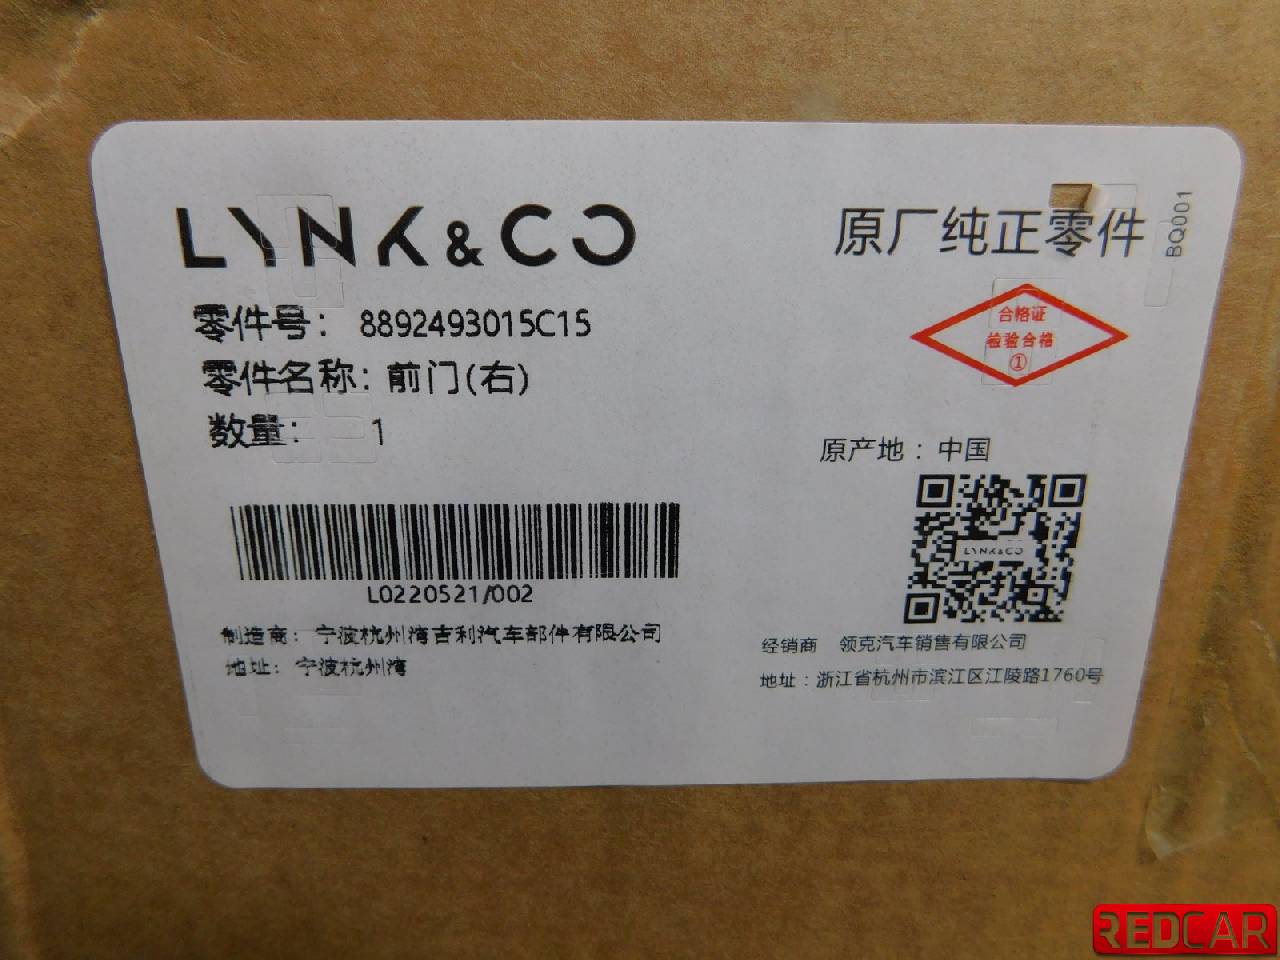 LYNK&CO
原厂纯正零件
BQ001
零件号： 8892493015C15
零件名称：前门(右)
数量： 1
合格证
检验合格
①
原产地：中国
LYNK&CO
L0220521/002
制造商：宁波杭州湾吉利汽车部件有限公司
地址：宁波杭州湾
经销商 领克汽车销售有限公司
地址：浙江省杭州市滨江区江陵路1760号
REDCAR